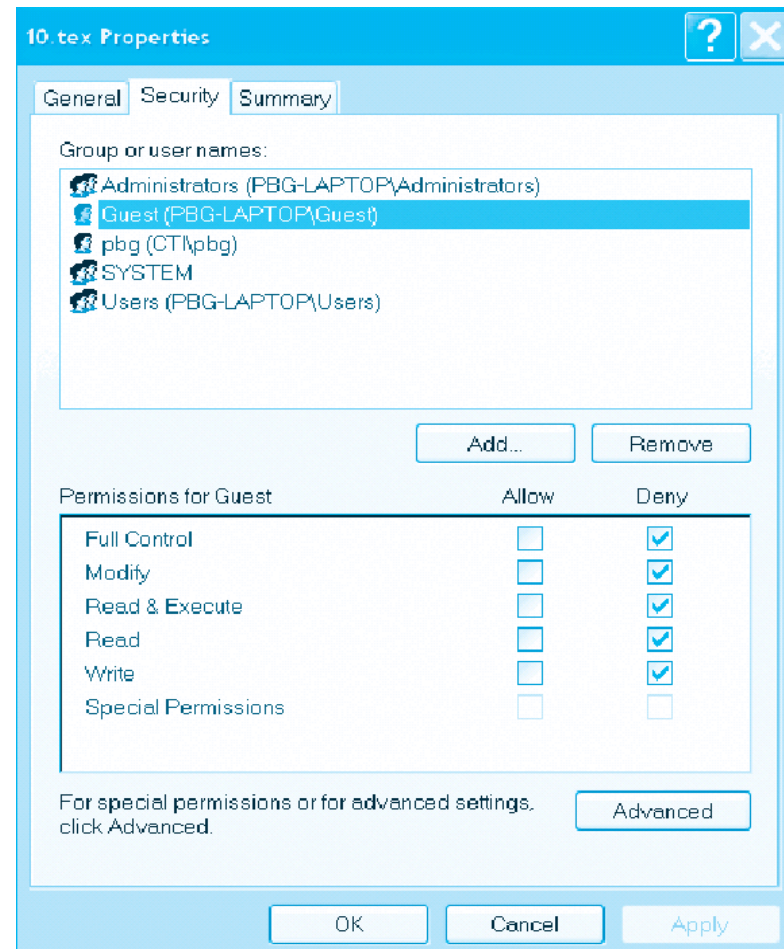 10.tex Properties
?
General Security Summary
Group or user names:
Administrators (PBG-LAPTOP\Administrators)
Guest (PBG-LAPTOP\Guest)
pbg (CTI\pbg)
SYSTEM
Users (PBG-LAPTOP\Users)
Add... Remove
Permissions for Guest Allow Deny
Full Control
Modify
Read & Execute
Read
Write
Special Permissions
For special permissions or for advanced settings,
click Advanced.
Advanced
OK Cancel Apply